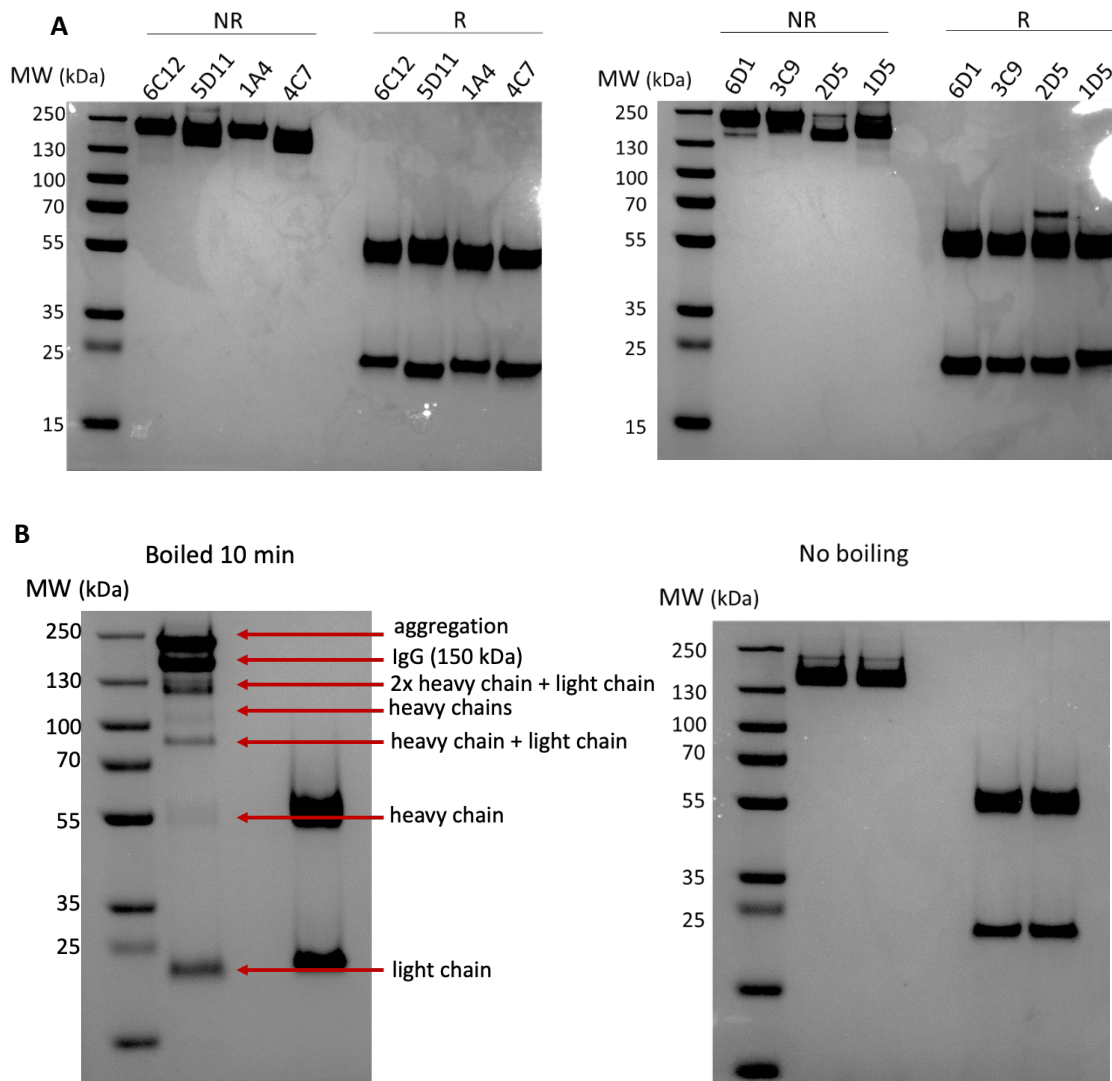 A
NR
R
NR
R
MW (kDa)
6C12
5D11
1A4
4C7
6C12
5D11
1A4
4C7
MW (kDa)
6D1
3C9
2D5
1D5
6D1
3C9
2D5
1D5
250
130
100
70
55
35
25
15
250
130
100
70
55
35
25
15
B
Boiled 10 min
MW (kDa)
250
130
100
70
55
35
25
aggregation
IgG (150 kDa)
2x heavy chain + light chain
heavy chains
heavy chain + light chain
heavy chain
light chain
No boiling
MW (kDa)
250
130
100
70
55
35
25